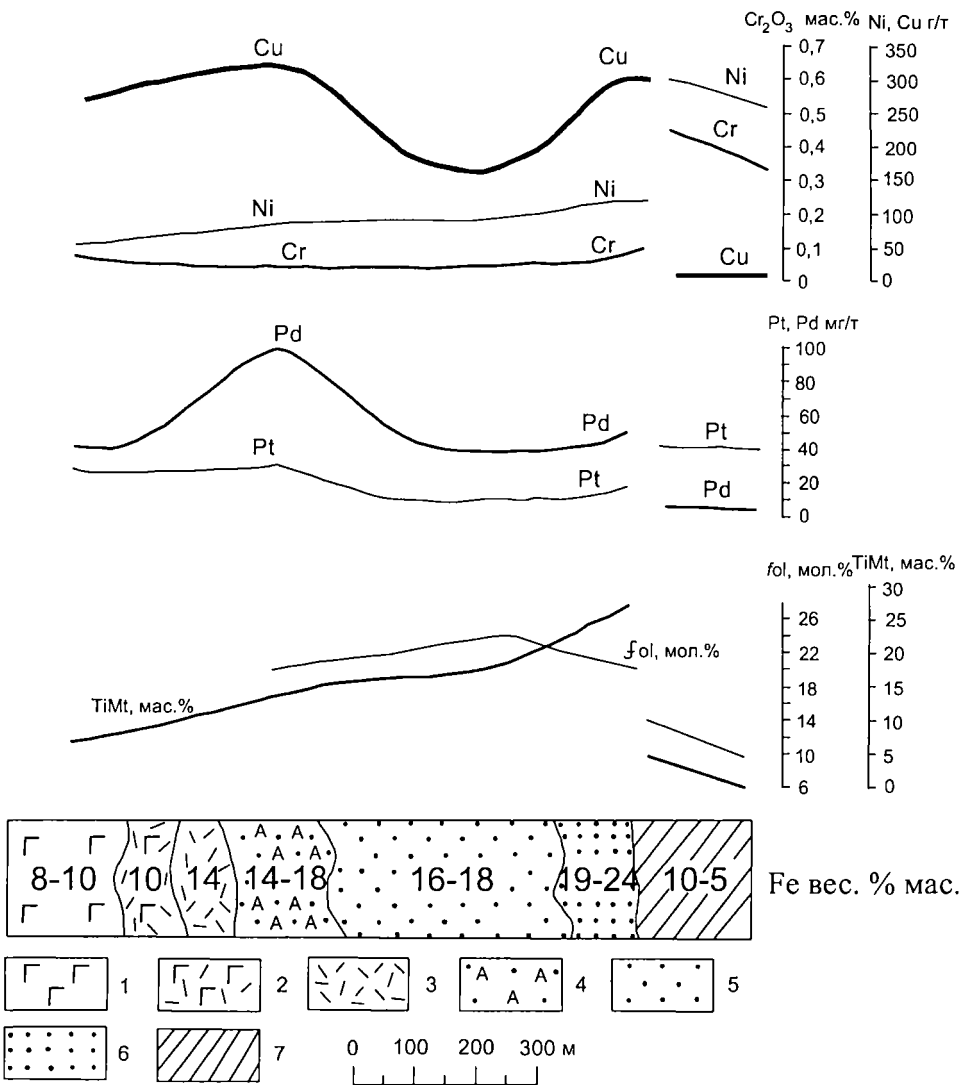 Cr2O3 мас.% Ni, Cu г/т
0,7 350
Cu Cu
0,6 300 Ni
0,5 250
Cr
0,4 200
0,3 150
Ni Ni
0,2 100
Cr Cr
0,1 50
Cu
0 0
Pt, Pd мг/т
Pd
100
80
60
Pd Pt
40
Pt
20
Pt Pd
0
fol, мол.% TiMt, мас.%
30
26 25
fol, мол.%
22 20
18 15
TiMt, мас.%
14 10
10 5
6 0
A A A A
8-10 10 14 14-18 16-18 19-24 10-5 Fe вес. % мас.
A A A A
1 2 3 A A A 4 5
6 7 0 100 200 300 м